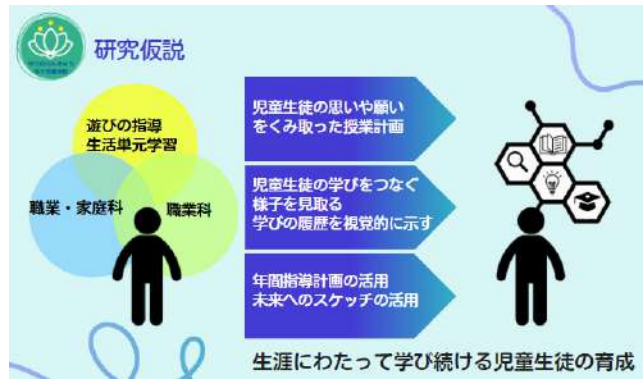 研究仮説
遊びの指導
生活単元学習
職業・家庭科
職業科
児童生徒の思いや願い
をくみ取った授業計画
児童生徒の学びをつなぐ
様子を見取る
学びの履歴を視覚的に示す
年間指導計画の活用
未来へのスケッチの活用
生涯にわたって学び続ける児童生徒の育成